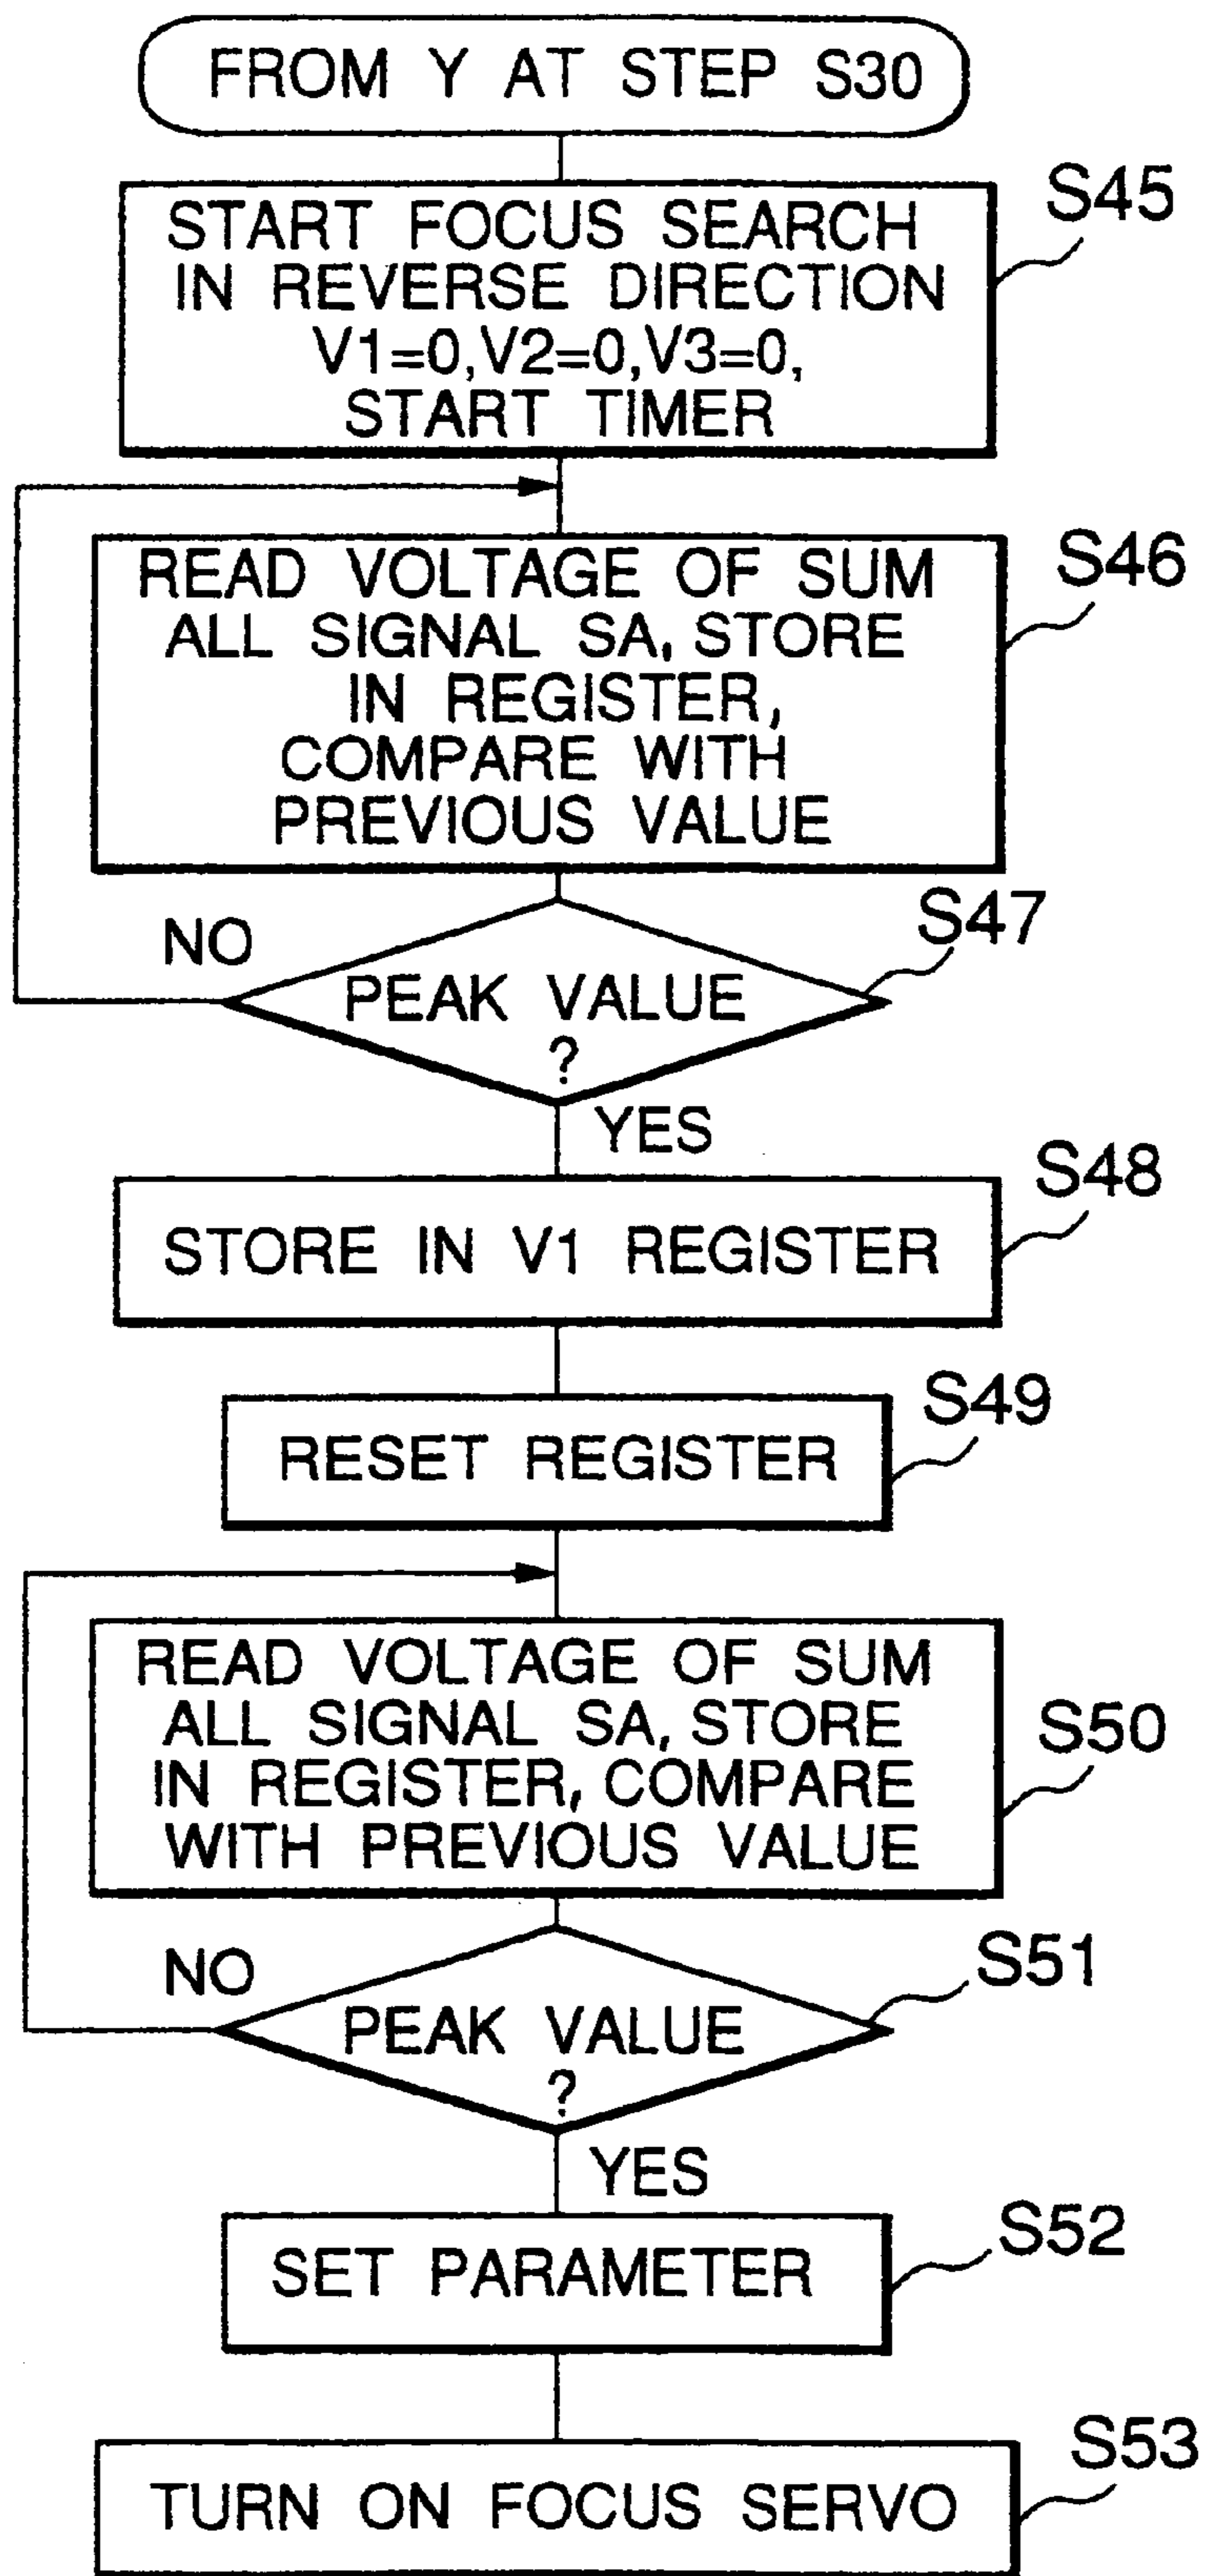 FROM Y AT STEP S30
S45
START FOCUS SEARCH
IN REVERSE DIRECTION
V1=0,V2=0,V3=0,
START TIMER
S46
READ VOLTAGE OF SUM
ALL SIGNAL SA, STORE
IN REGISTER,
COMPARE WITH
PREVIOUS VALUE
S47
NO
PEAK VALUE
?
YES
S48
STORE IN V1 REGISTER
S49
RESET REGISTER
READ VOLTAGE OF SUM
ALL SIGNAL SA, STORE
S50
IN REGISTER, COMPARE
WITH PREVIOUS VALUE
S51
NO
PEAK VALUE
?
YES
S52
SET PARAMETER
S53
TURN ON FOCUS SERVO